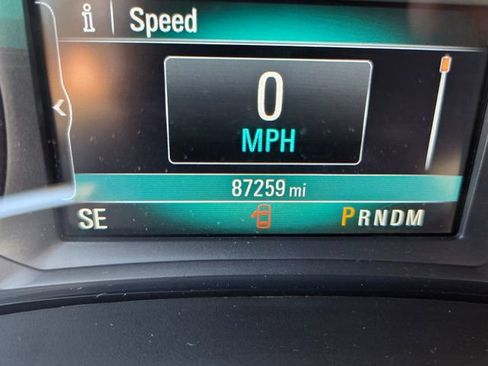 i Speed
0
MPH
87259 mi
SE PRNDM